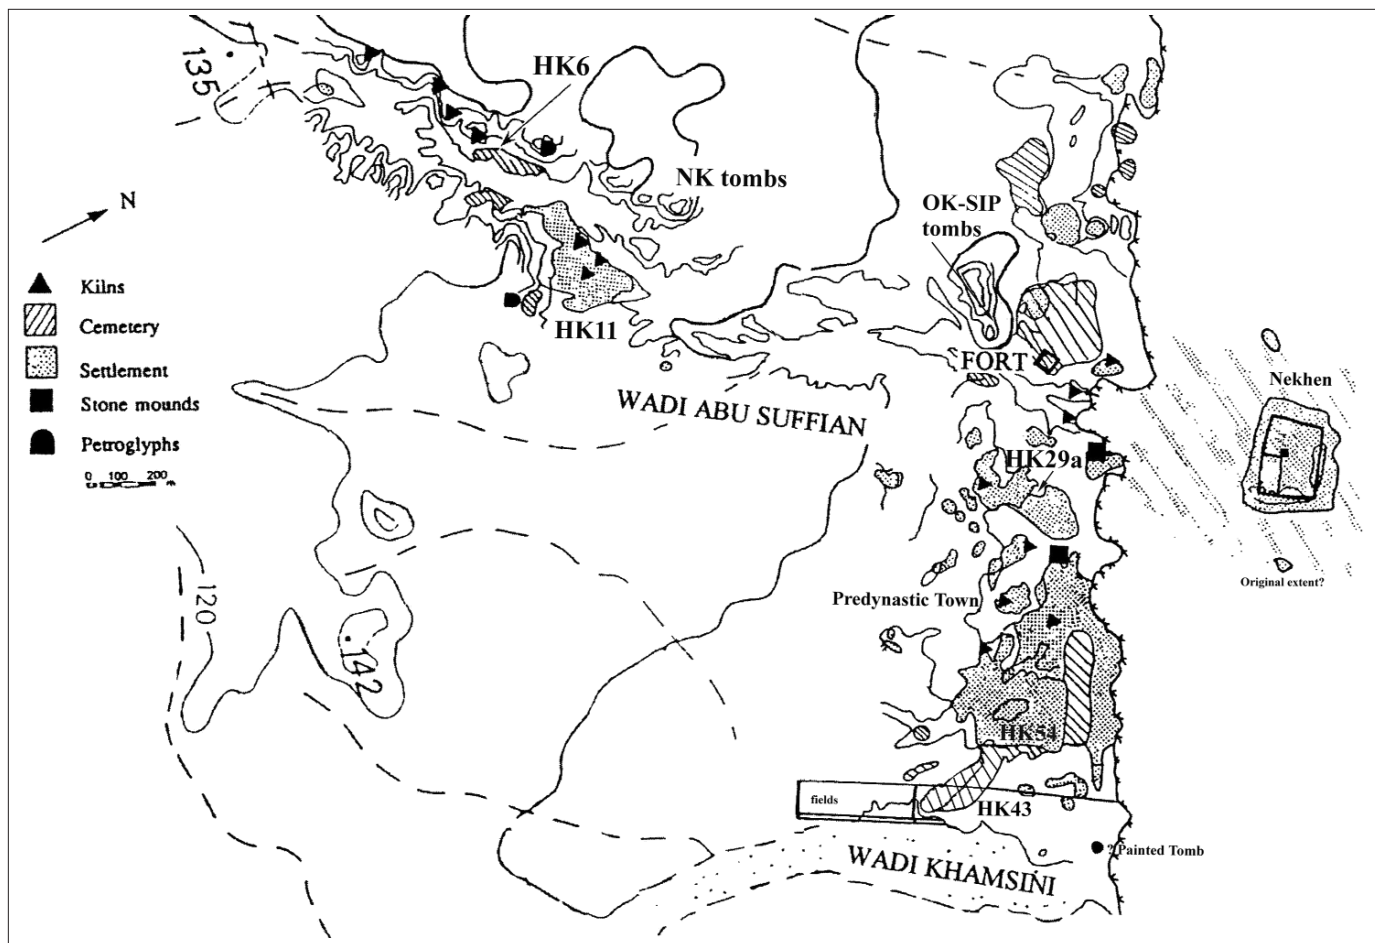 135
HK6
NK tombs
OK-SIP
tombs
N
Kilns
Cemetery
Settlement
Stone mounds
Petroglyphs
0 100 200 m
HK11
FORT
Nekhen
WADI ABU SUFFIAN
HK29a
Original extent?
120
142
Predynastic Town
HK54
fields
HK43
? Painted Tomb
WADI KHAMSINI